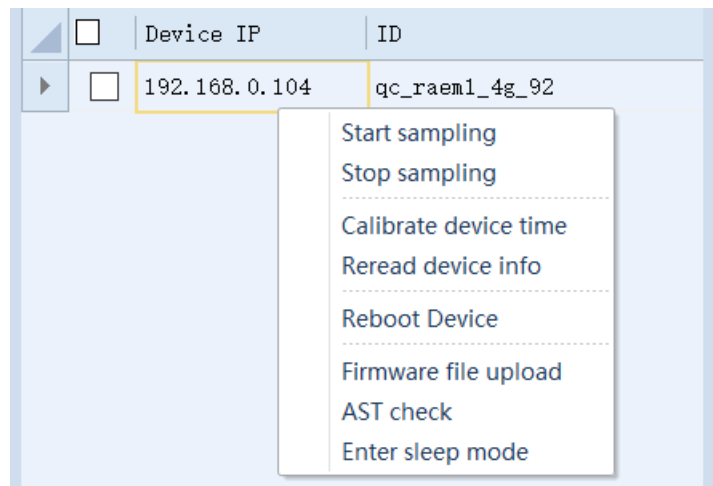 Device IP ID
192.168.0.104 qc_raem1_4g_92
Start sampling
Stop sampling
Calibrate device time
Reread device info
Reboot Device
Firmware file upload
AST check
Enter sleep mode